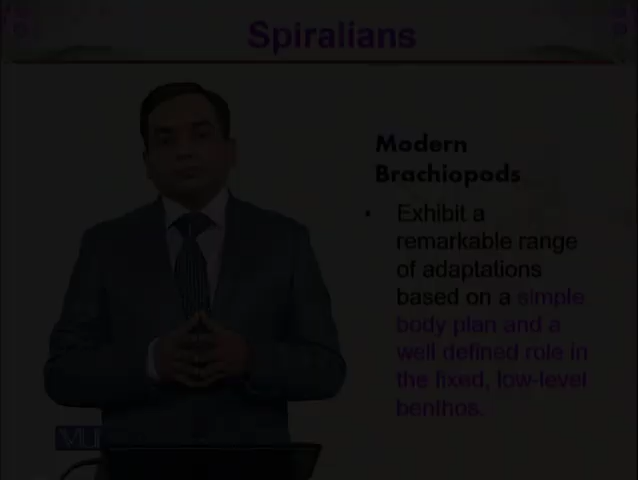 Spiralians
Modern
Brachiopods
• Exhibit a
remarkable range
of adaptations
based on a simple
body plan and a
well defined role in
the fixed, low-level
benthos.
VU